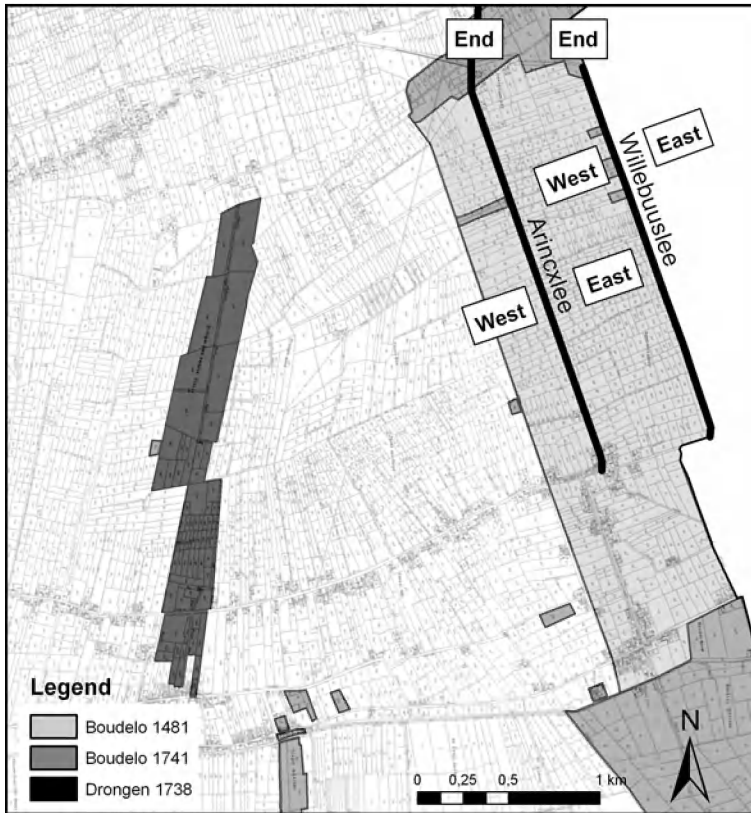 End
End
East
West
Willebuuslee
Arincxlee
East
West
Legend
Boudelo 1481
Boudelo 1741
Drongen 1738
N
0 0,25 0,5 1 km